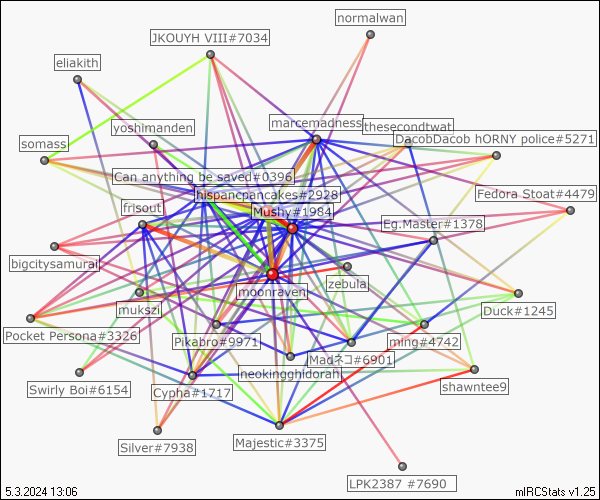 normalwan
JKOUYH VIII#7034
eliakith
marcemadness
thesecondtwat
yoshimanden
DacobDacob hORNY police#5271
somass
Can anything be saved#0396
hispancpancakes#2928
Fedora Stoat#4479
frisout
Mushy#1984
Eg.Master#1378
bigcitysamurai
zebula
moonraven
mukszi
Duck#1245
Pocket Persona#3326
Pikabro#9971
ming#4742
Madネコ#6901
neokingghidorah
Swirly Boi#6154
Cypha#1717
shawntee9
Silver#7938
Majestic#3375
LPK2387 #7690
5.3.2024 13:06
mIRCStats v1.25